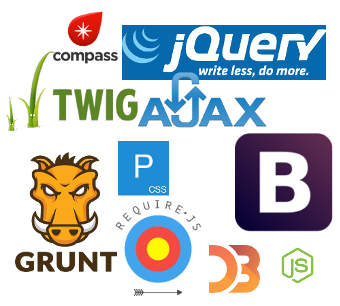 compass
jQuery
write less, do more.
TWIG
AJAX
P
CSS
B
REQUIRE·JS
GRUNT
D3
JS